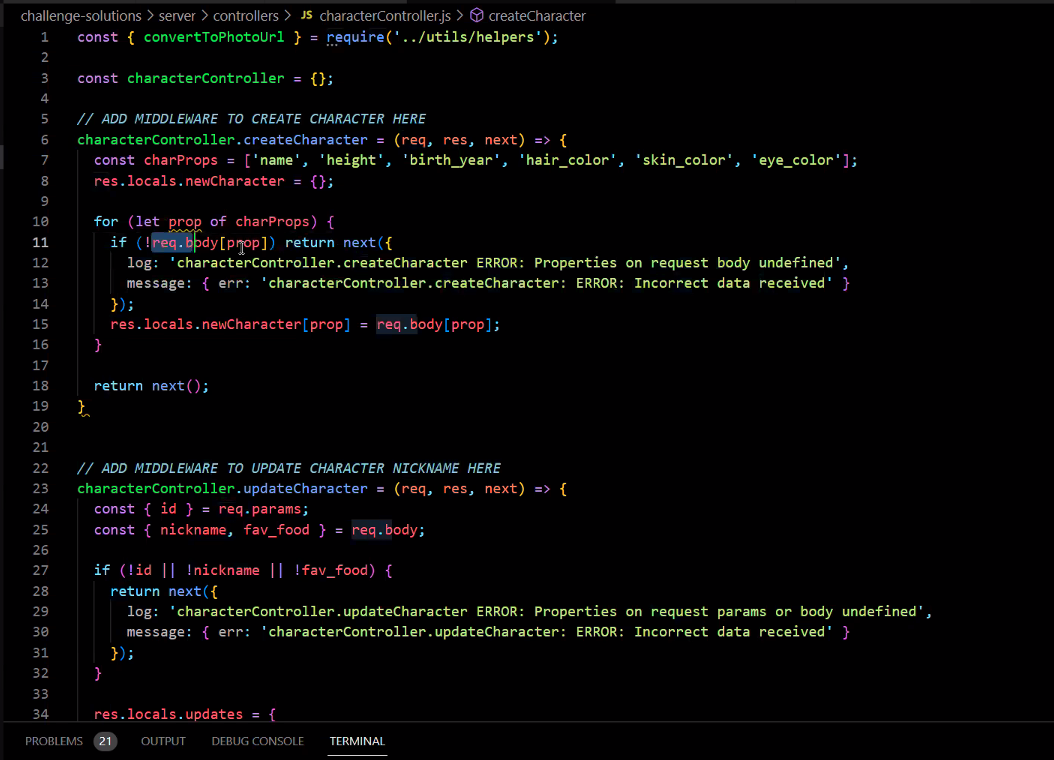 challenge-solutions > server > controllers > JS characterController.js > createCharacter
1 const { convertToPhotoUrl } = require('../utils/helpers');
2
3 const characterController = {};
4
5 // ADD MIDDLEWARE TO CREATE CHARACTER HERE
6 characterController.createCharacter = (req, res, next) => {
7 const charProps = ['name', 'height', 'birth_year', 'hair_color', 'skin_color', 'eye_color'];
8 res.locals.newCharacter = {};
9
10 for (let prop of charProps) {
11 if (!req.body[prop]) return next({
12 log: 'characterController.createCharacter ERROR: Properties on request body undefined',
13 message: { err: 'characterController.createCharacter: ERROR: Incorrect data received' }
14 });
15 res.locals.newCharacter[prop] = req.body[prop];
16 }
17
18 return next();
19 }
20
21
22 // ADD MIDDLEWARE TO UPDATE CHARACTER NICKNAME HERE
23 characterController.updateCharacter = (req, res, next) => {
24 const { id } = req.params;
25 const { nickname, fav_food } = req.body;
26
27 if (!id || !nickname || !fav_food) {
28 return next({
29 log: 'characterController.updateCharacter ERROR: Properties on request params or body undefined',
30 message: { err: 'characterController.updateCharacter: ERROR: Incorrect data received' }
31 });
32 }
33
34 res.locals.updates = {
PROBLEMS 21 OUTPUT DEBUG CONSOLE TERMINAL